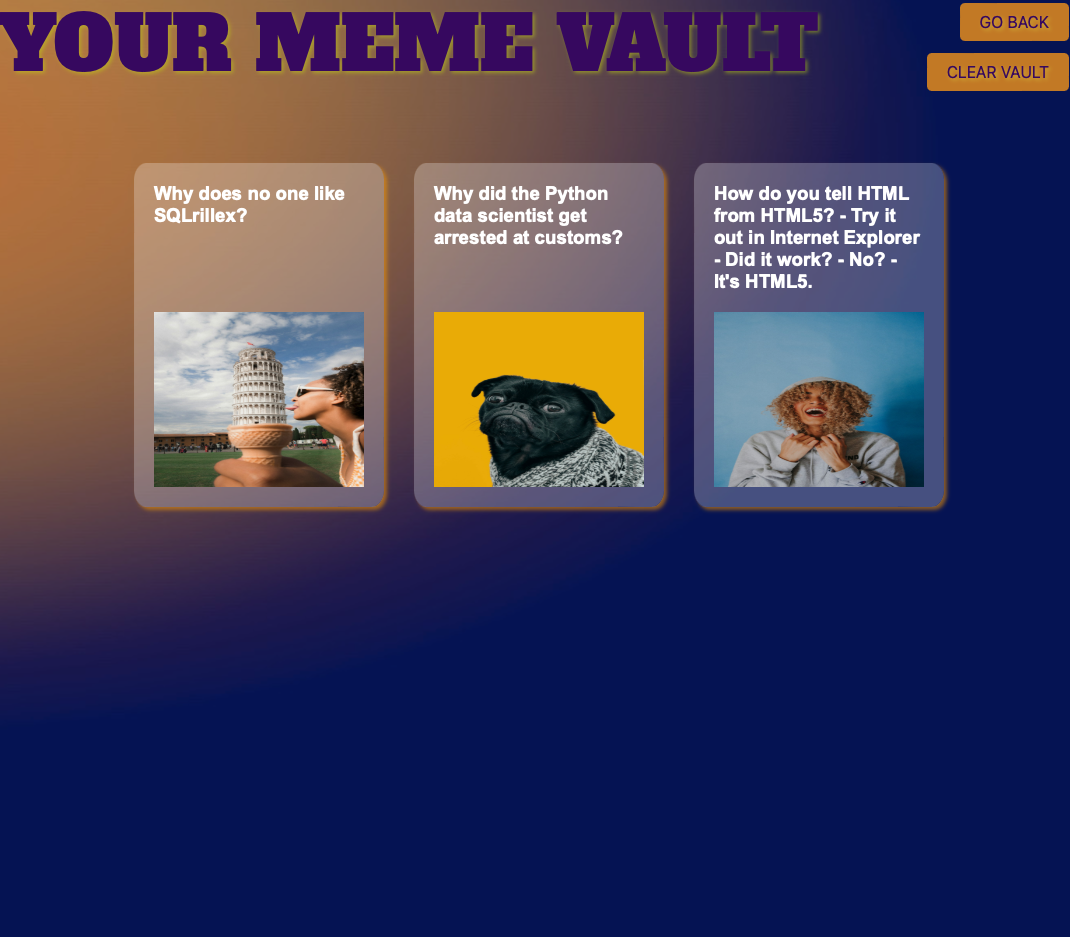 YOUR MEME VAULT
GO BACK
CLEAR VAULT
Why does no one like
SQLrillex?
Why did the Python
data scientist get
arrested at customs?
How do you tell HTML
from HTML5? - Try it
out in Internet Explorer
- Did it work? - No? -
It's HTML5.